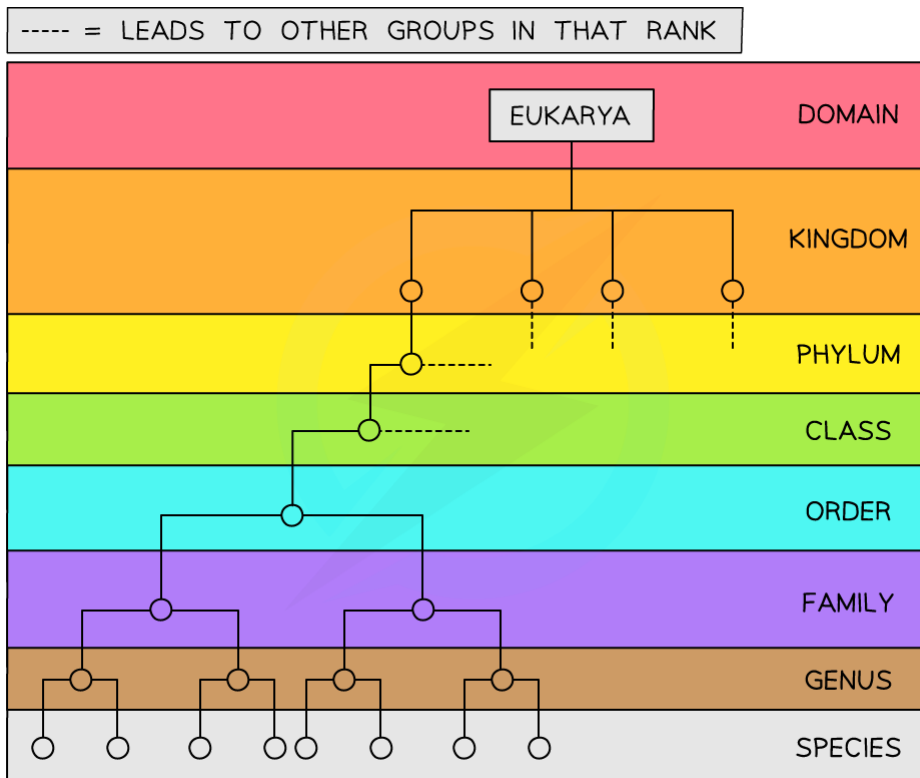 ----- = LEADS TO OTHER GROUPS IN THAT RANK
EUKARYA
DOMAIN
KINGDOM
PHYLUM
CLASS
ORDER
FAMILY
GENUS
SPECIES